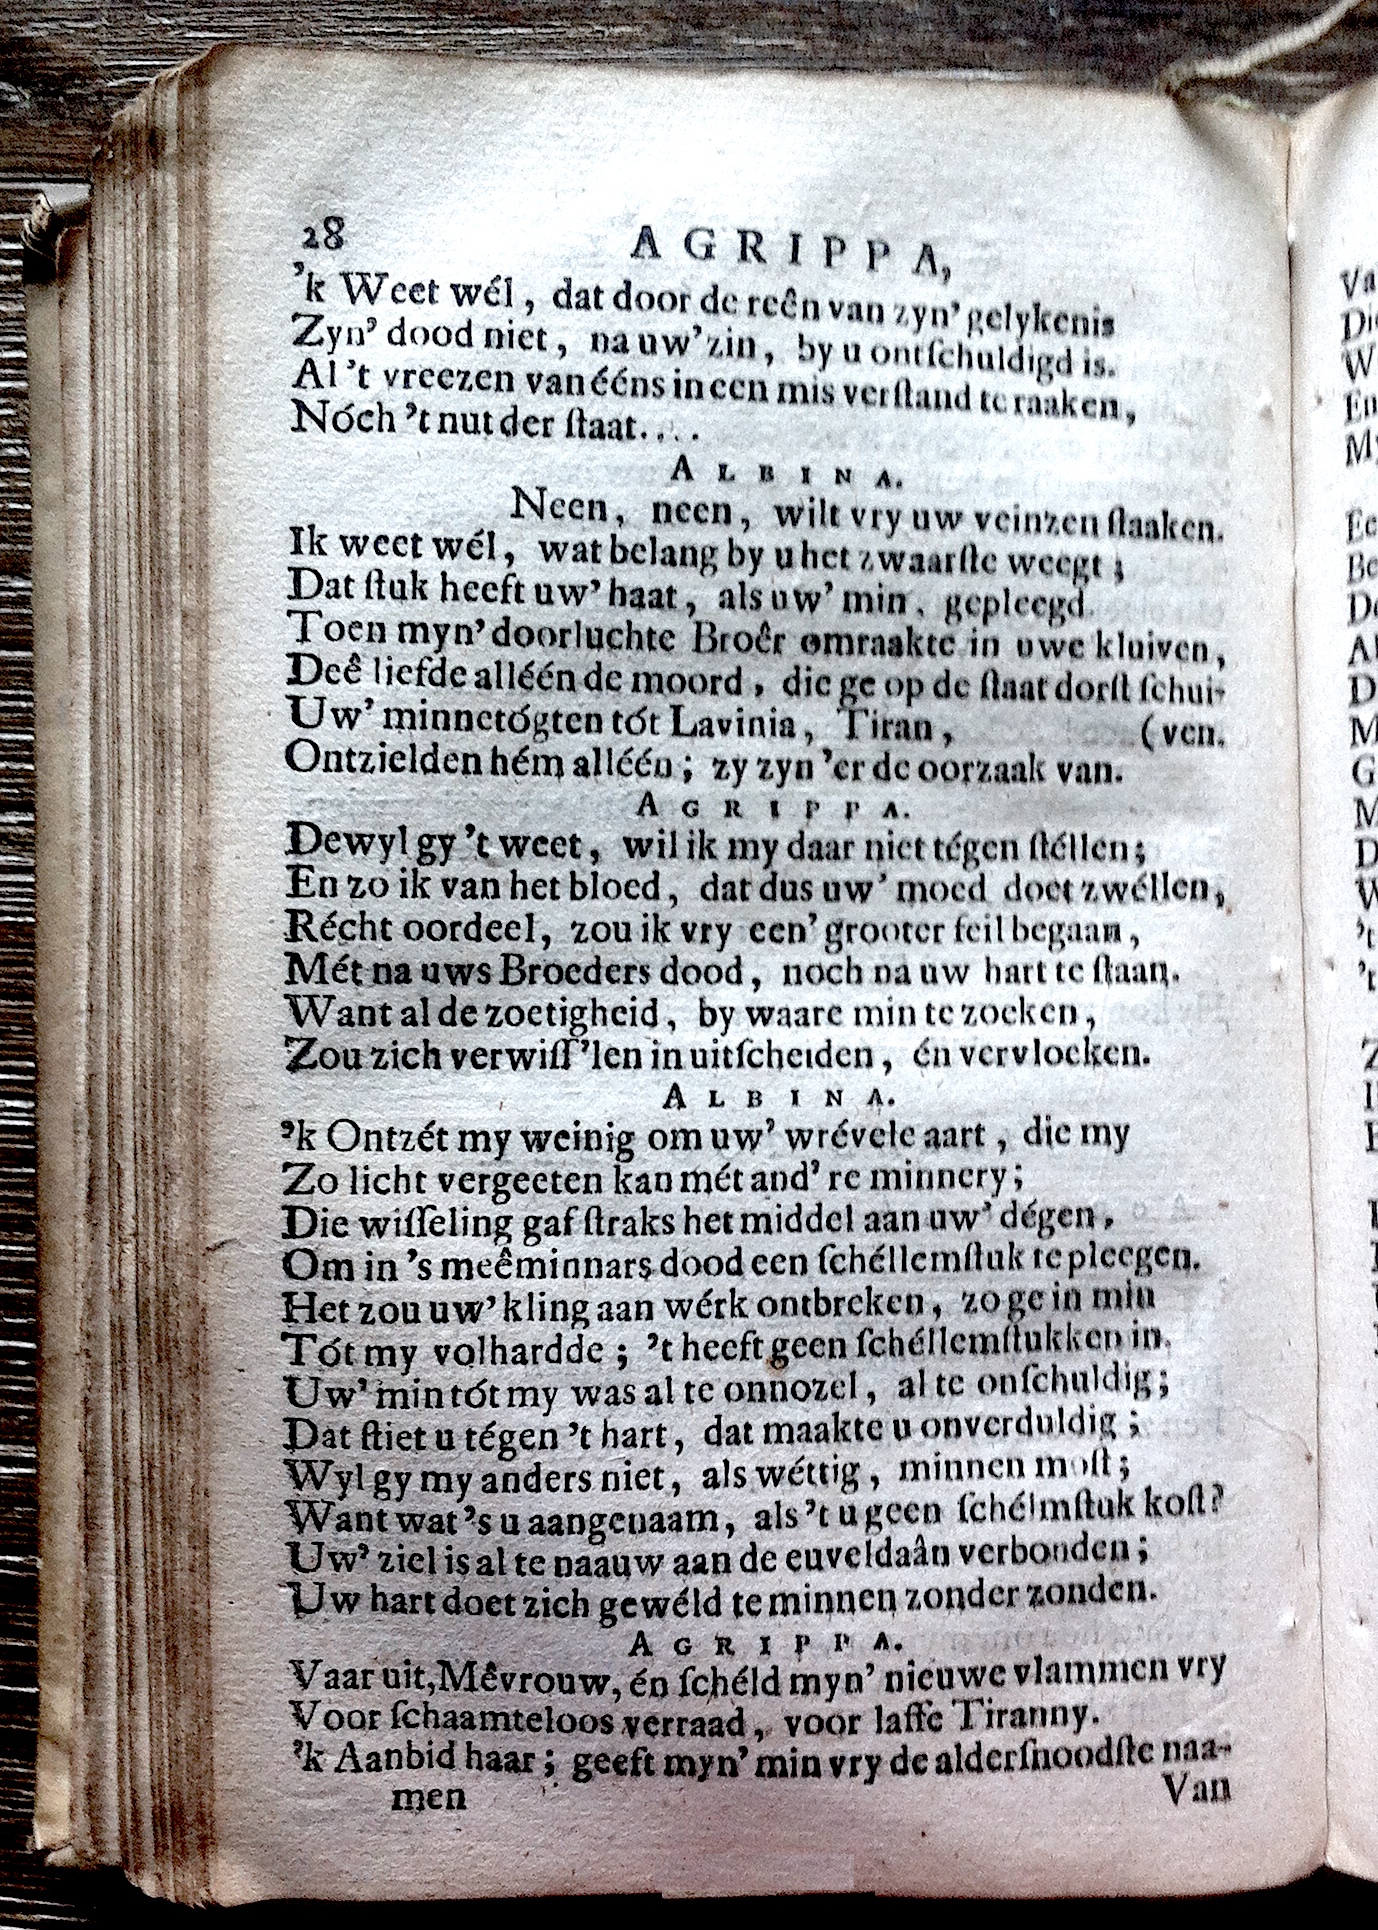 28 AGRIPPA,
’k Weet wél, dat door de reên van zyn’ gelykenis
Zyn’ dood niet, na uw’ zin, by u ontſchuldigd is.
Al ’t vreezen van ééns in een mis verſtand te raaken,
Nóch ’t nut der ſtaat....
ALBINA.
Neen, neen, wilt vry uw veinzen ſlaaken.
Ik weet wél, wat belang by u het zwaarſte weegt;
Dat ſtuk heeft uw’ haat, als uw’ min, gepleegd.
Toen myn’ doorluchte Broêr omraakte in uwe kluiven,
Deê liefde alléén de moord, die ge op de ſtaat dorſt ſchui-
Uw’ minnetógten tót Lavinia, Tiran, (ven.
Ontzielden hém alléén; zy zyn ’er de oorzaak van.
AGRIPPA.
Dewyl gy ’t weet, wil ik my daar niet tégen ſtéllen;
En zo ik van het bloed, dat dus uw’ moed doet zwéllen,
Récht oordeel, zou ik vry een’ grooter feil begaan,
Mét na uws Broeders dood, noch na uw hart te ſtaan.
Want al de zoetigheid, by waare min te zoeken,
Zou zich verwiſſ’len in uitſcheiden, én vervloeken.
ALBINA.
’k Ontzét my weinig om uw’ wrévele aart, die my
Zo licht vergeeten kan mét and’re minnery;
Die wiſſeling gaf ſtraks het middel aan uw’ dégen,
Om in ’s meêminnars dood een ſchéllemſtuk te pleegen.
Het zou uw’ kling aan wérk ontbreken, zo ge in min
Tót my volhardde; ’t heeft geen ſchéllemſtukken in.
Uw’ min tót my was al te onnozel, al te onſchuldig;
Dat ſtiet u tégen ’t hart, dat maakte u onverduldig;
Wyl gy my anders niet, als wéttig, minnen moſt;
Want wat ’s u aangenaam, als ’t u geen ſchélmſtuk koſt?
Uw’ ziel is al te naauw aan de euveldaân verbonden;
Uw hart doet zich gewéld te minnen zonder zonden.
AGRIPPA.
Vaar uit, Mêvrouw, én ſchéld myn’ nieuwe vlammen vry
Voor ſchaamteloos verraad, voor laffe Tiranny.
’k Aanbid haar; geeft myn’ min vry de alderſnoodſte naa-
men Van